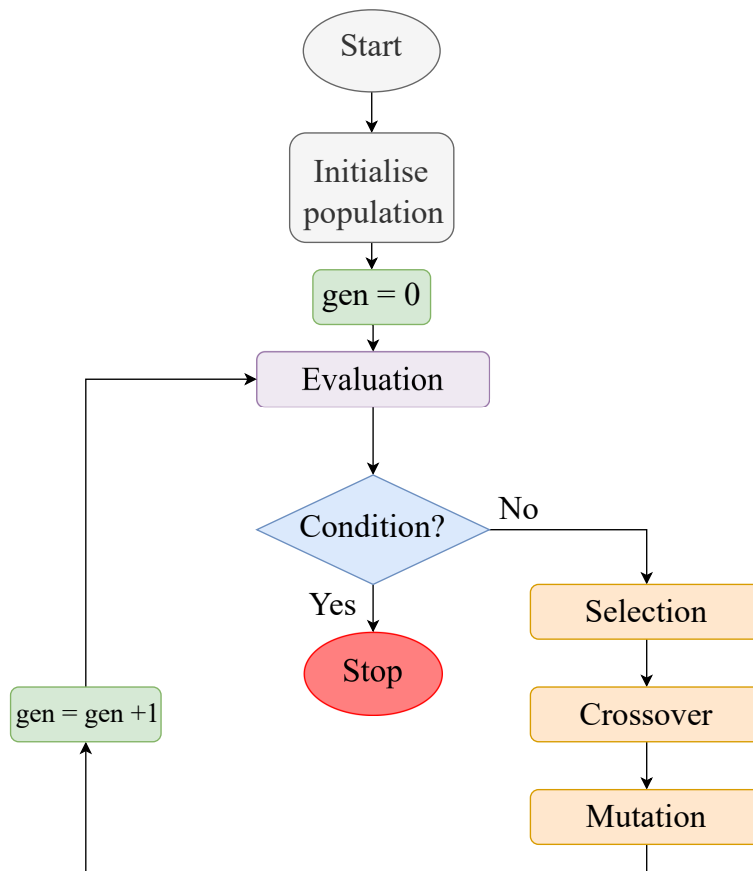 Start
Initialise
population
gen = 0
Evaluation
Condition?
No
Yes
Selection
Stop
gen = gen +1
Crossover
Mutation